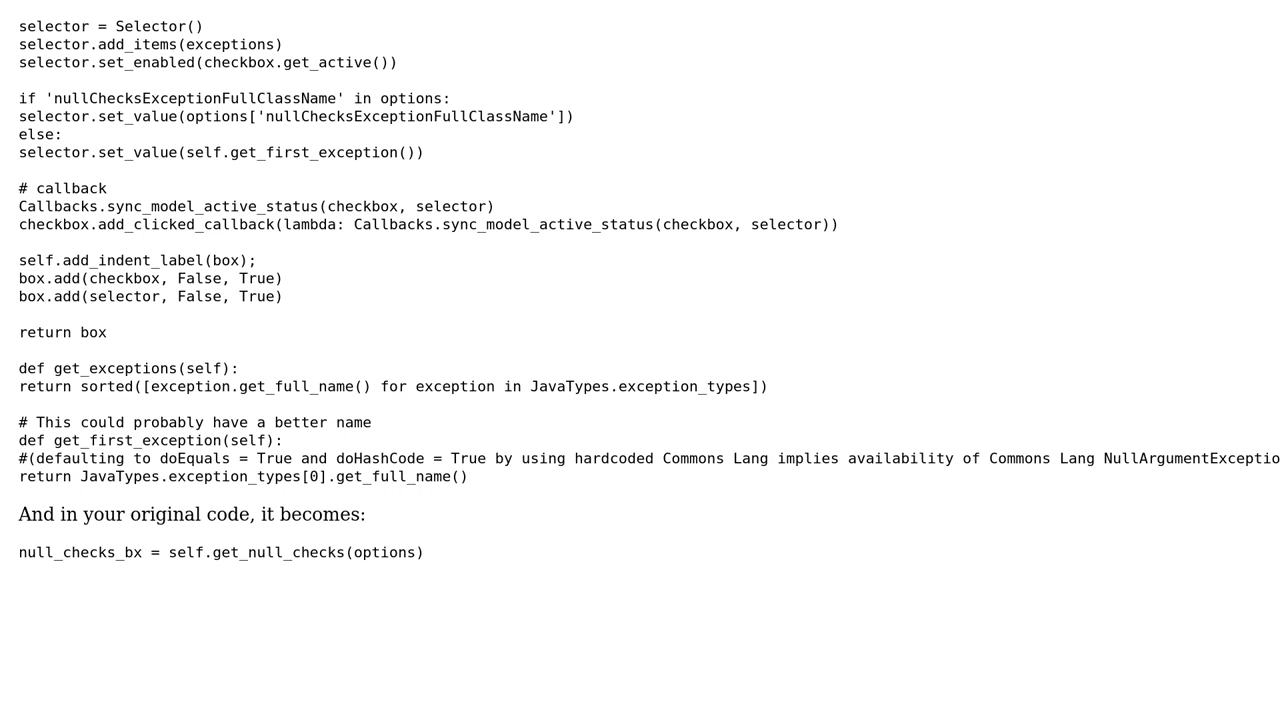 selector = Selector()
selector.add_items(exceptions)
selector.set_enabled(checkbox.get_active())

if 'nullChecksExceptionFullClassName' in options:
selector.set_value(options['nullChecksExceptionFullClassName'])
else:
selector.set_value(self.get_first_exception())

# callback
Callbacks.sync_model_active_status(checkbox, selector)
checkbox.add_clicked_callback(lambda: Callbacks.sync_model_active_status(checkbox, selector))

self.add_indent_label(box);
box.add(checkbox, False, True)
box.add(selector, False, True)

return box

def get_exceptions(self):
return sorted([exception.get_full_name() for exception in JavaTypes.exception_types])

# This could probably have a better name
def get_first_exception(self):
#(defaulting to doEquals = True and doHashCode = True by using hardcoded Commons Lang implies availability of Commons Lang NullArgumentExceptio
return JavaTypes.exception_types[0].get_full_name()

And in your original code, it becomes:

null_checks_bx = self.get_null_checks(options)